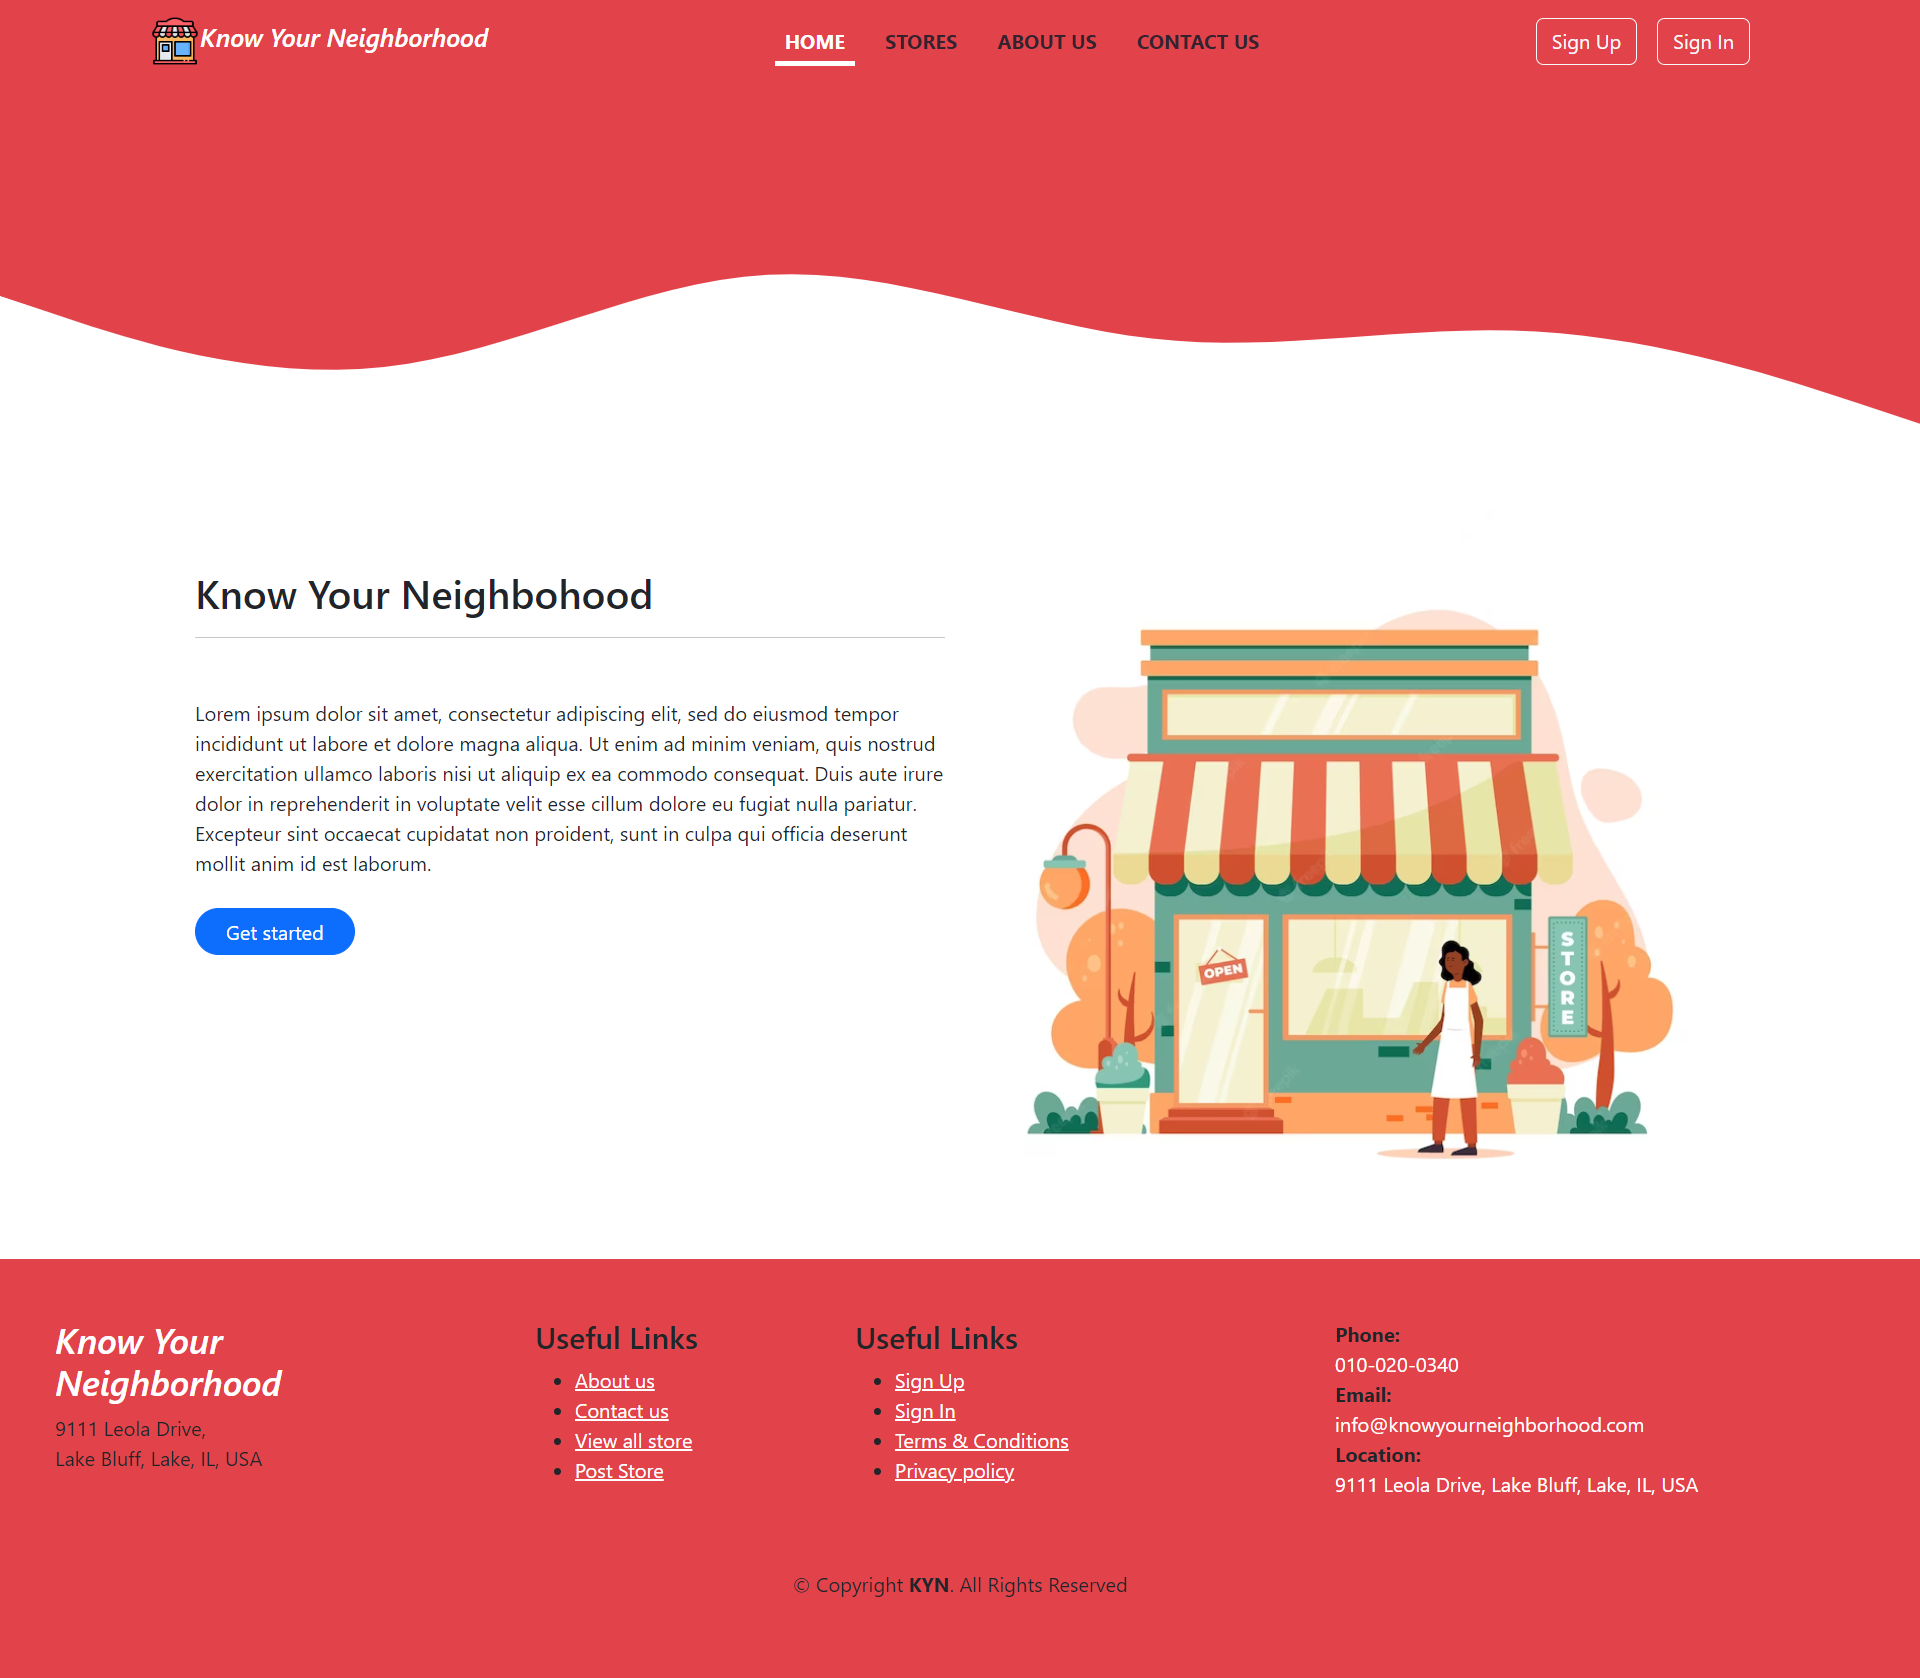 Know Your Neighborhood
HOME
STORES
ABOUT US
CONTACT US
Sign Up
Sign In
Know Your Neighbohood
Lorem ipsum dolor sit amet, consectetur adipiscing elit, sed do eiusmod tempor
incididunt ut labore et dolore magna aliqua. Ut enim ad minim veniam, quis nostrud
exercitation ullamco laboris nisi ut aliquip ex ea commodo consequat. Duis aute irure
dolor in reprehenderit in voluptate velit esse cillum dolore eu fugiat nulla pariatur.
Excepteur sint occaecat cupidatat non proident, sunt in culpa qui officia deserunt
mollit anim id est laborum.
Get started
OPEN
STORE
Know Your
Neighborhood
9111 Leola Drive,
Lake Bluff, Lake, IL, USA
Useful Links
About us
Contact us
View all store
Post Store
Useful Links
Sign Up
Sign In
Terms & Conditions
Privacy policy
Phone:
010-020-0340
Email:
info@knowyourneighborhood.com
Location:
9111 Leola Drive, Lake Bluff, Lake, IL, USA
© Copyright KYN. All Rights Reserved